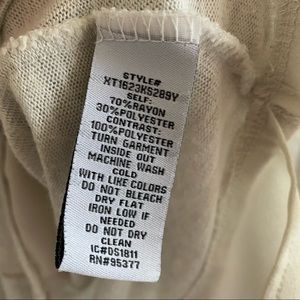 STYLE#
XT1623KS289Y
SELF:
70%RAYON
30%POLYESTER
CONTRAST:
100%POLYESTER
TURN GARMENT
INSIDE OUT
MACHINE WASH
COLD
WITH LIKE COLORS
DO NOT BLEACH
DRY FLAT
IRON LOW IF
NEEDED
DO NOT DRY
CLEAN
IC#DS1811
RN#95377